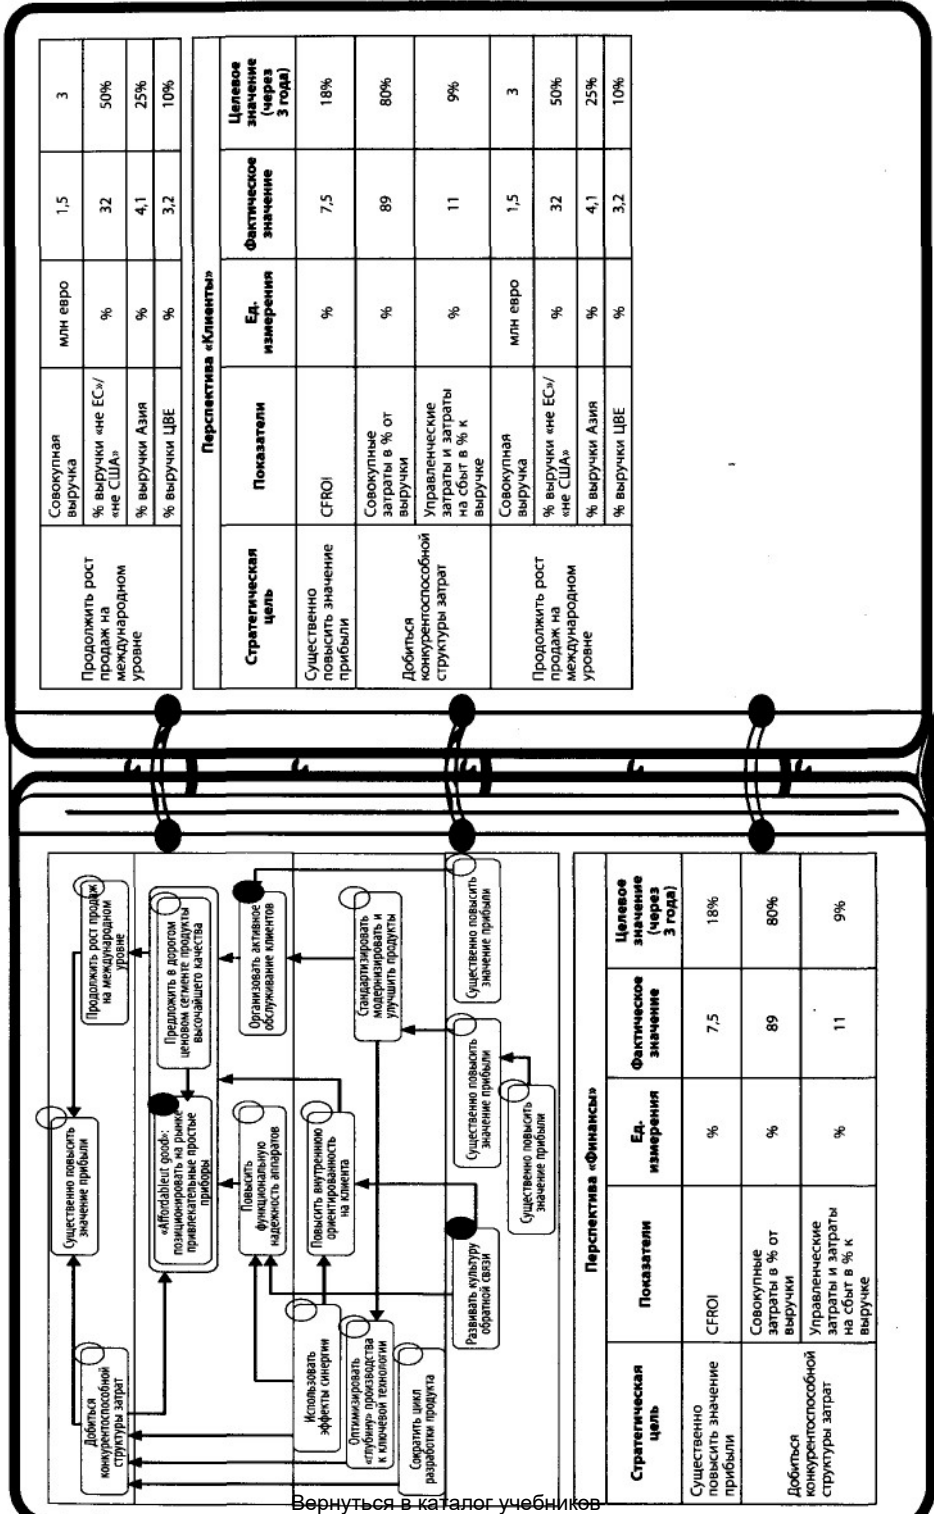 Продолжить рост продаж
на международном
уровне
Существенно повысить
значение прибыли
Добиться
конкурентоспособной
структуры затрат
Предложить в дорогом
ценовом сегменте продукты
высочайшего качества
«Affordableut good»:
позиционировать на рынке
привлекательные простые
приборы
Организовать активное
обслуживание клиентов
Повысить
функциональную
надежность аппаратов
Стандартизировать
модернизировать и
улучшить продукты
Повысить внутреннюю
ориентированность
на клиента
Использовать
эффекты синергии
Оптимизировать
«глубину» производства
к ключевой технологии
Сократить цикл
разработки продукта
Существенно повысить
значение прибыли
Существенно повысить
значение прибыли
Существенно повысить
значение прибыли
Развивать культуру
обратной связи
Перспектива «Финансы»
Стратегическая
цель
Показатели
Ед.
измерения
Фактическое
значение
Целевое
значение
(через
3 года)
Существенно
повысить значение
прибыли
CFROI
%
7,5
18%
Добиться
конкурентоспособной
структуры затрат
Совокупные
затраты в % от
выручки
%
89
80%
Управленческие
затраты и затраты
на сбыт в % к
выручке
%
11
9%
Продолжить рост
продаж на
международном
уровне
Совокупная
выручка
млн евро
1,5
3
% выручки «не ЕС»/
«не США»
%
32
50%
% выручки Азия
%
4,1
25%
% выручки ЦВЕ
%
3,2
10%
Перспектива «Клиенты»
Стратегическая
цель
Показатели
Ед.
измерения
Фактическое
значение
Целевое
значение
(через
3 года)
Существенно
повысить значение
прибыли
CFROI
%
7,5
18%
Добиться
конкурентоспособной
структуры затрат
Совокупные
затраты в % от
выручки
%
89
80%
Управленческие
затраты и затраты
на сбыт в % к
выручке
%
11
9%
Продолжить рост
продаж на
международном
уровне
Совокупная
выручка
млн евро
1,5
3
% выручки «не ЕС»/
«не США»
%
32
50%
% выручки Азия
%
4,1
25%
% выручки ЦВЕ
%
3,2
10%
Вернуться в каталог учебников